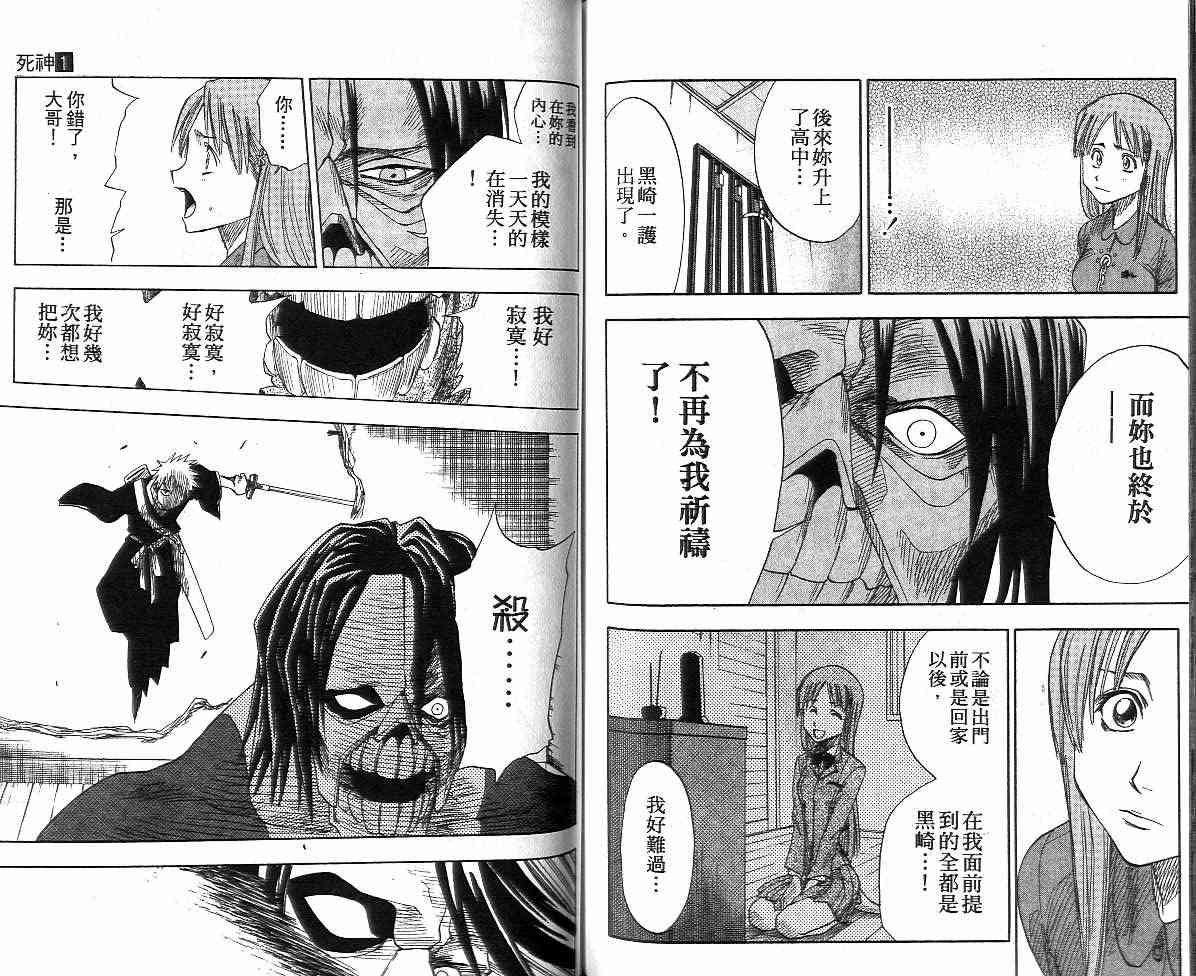 ……！
後來妳升上
了高中…
黑崎一護
出現了。
而妳也終於
——
不再為我祈禱
了！
不論是出門
前或是回家
以後，
在我面前提
到的全都是
黑崎…！
我好難過…
死神1
我看到
在妳的
內心…
我的模樣
一天天的
在消失…
！
你……
你錯了，
大哥！
那是…
我好
寂寞…！
好寂寞，
好寂寞…
我好幾
次都想
把妳…
殺……